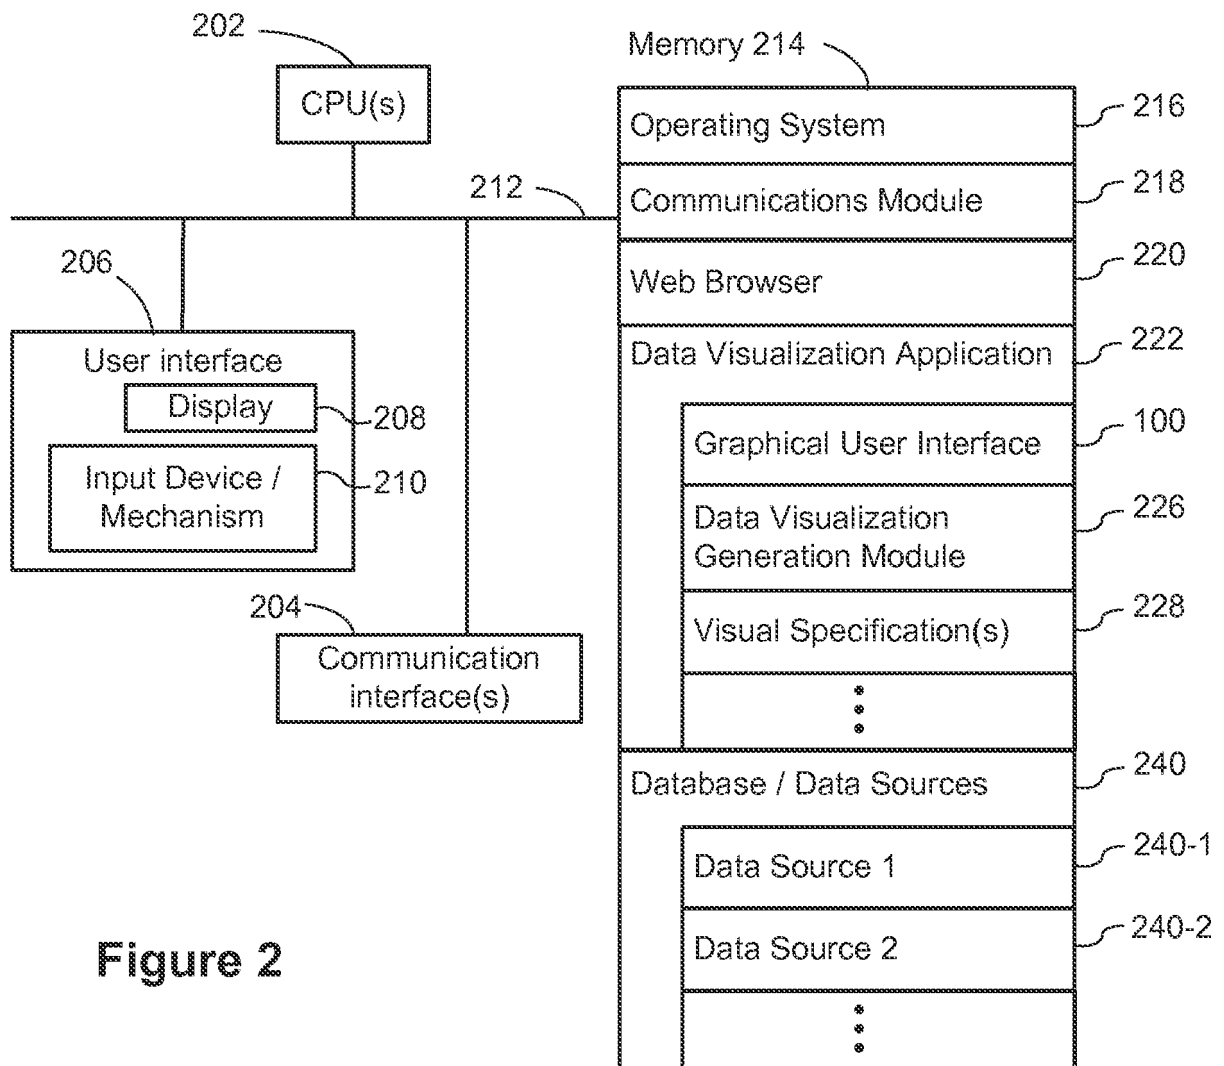 202
CPU(s)
212
206
User interface
Display
208
Input Device /
Mechanism
210
204
Communication
interface(s)
Memory 214
Operating System
216
Communications Module
218
Web Browser
220
Data Visualization Application
222
Graphical User Interface
100
Data Visualization
Generation Module
226
Visual Specification(s)
228
Database / Data Sources
240
Data Source 1
240-1
Data Source 2
240-2
Figure 2